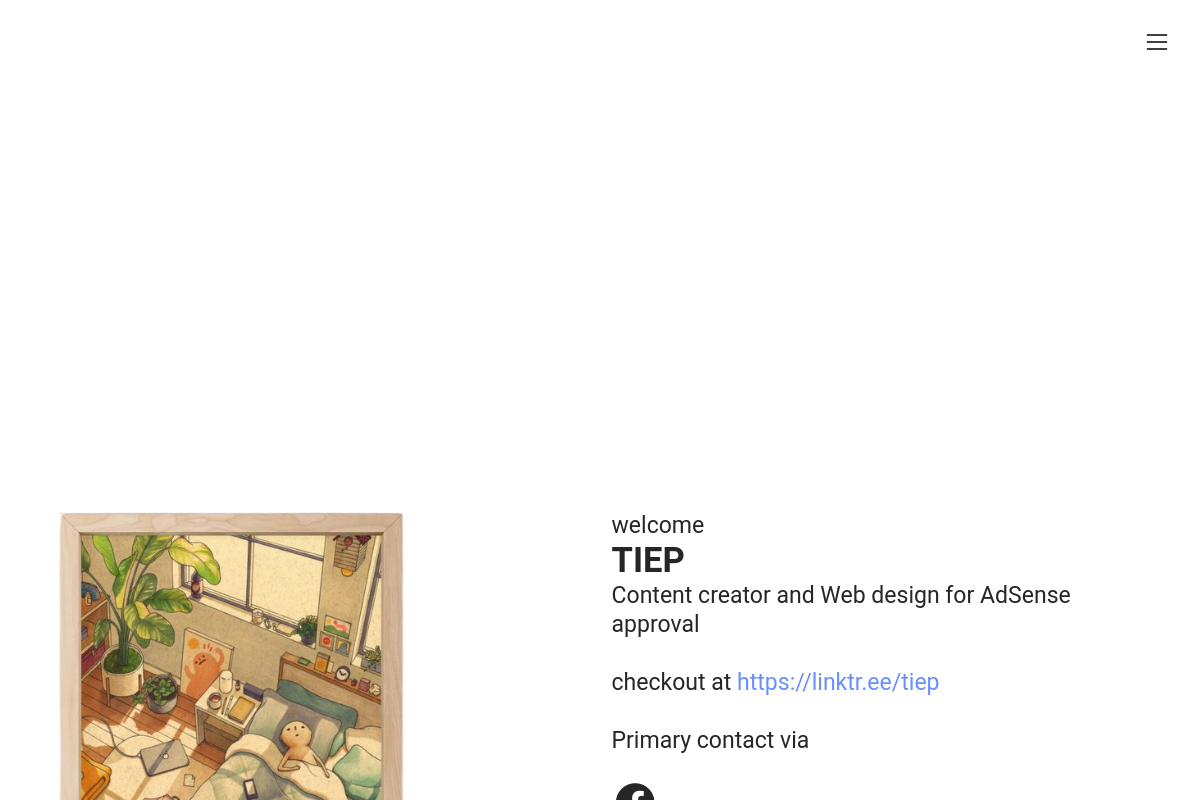 welcome
TIEP
Content creator and Web design for AdSense
approval
checkout at https://linktr.ee/tiep
Primary contact via